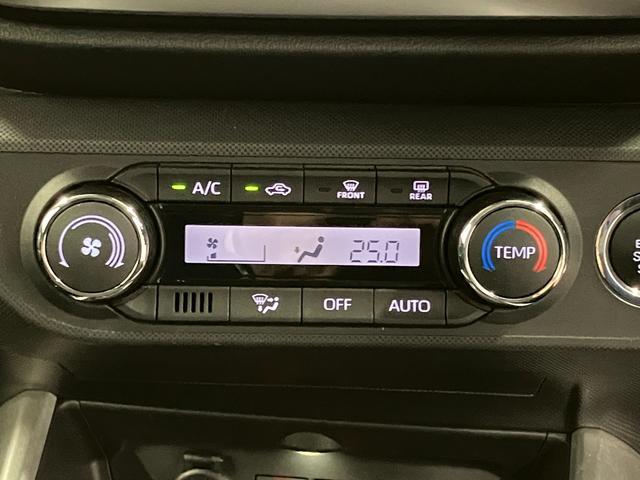 A/C
FRONT
REAR
25.0
TEMP
OFF
AUTO